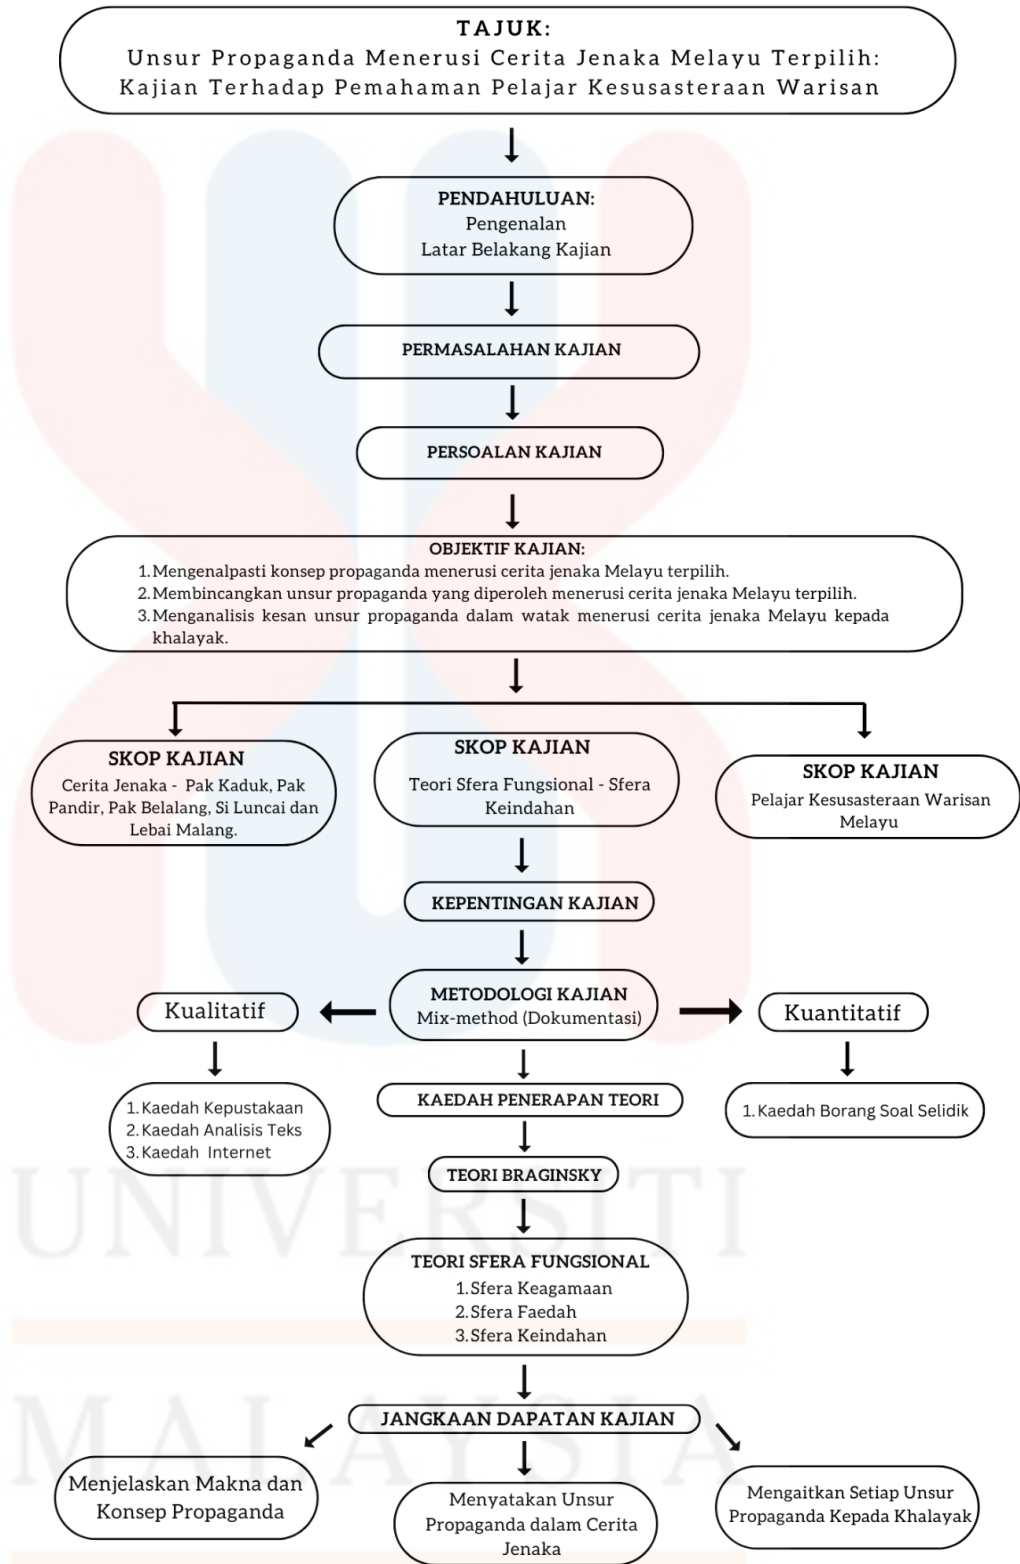 TAJUK:
Unsur Propaganda Menerusi Cerita Jenaka Melayu Terpilih:
Kajian Terhadap Pemahaman Pelajar Kesusasteraan Warisan
PENDAHULUAN:
Pengenalan
Latar Belakang Kajian
PERMASALAHAN KAJIAN
PERSOALAN KAJIAN
OBJEKTIF KAJIAN:
1. Mengenalpasti konsep propaganda menerusi cerita jenaka Melayu terpilih.
2. Membincangkan unsur propaganda yang diperoleh menerusi cerita jenaka Melayu terpilih.
3. Menganalisis kesan unsur propaganda dalam watak menerusi cerita jenaka Melayu kepada
khalayak.
SKOP KAJIAN
Cerita Jenaka - Pak Kaduk, Pak
Pandir, Pak Belalang, Si Luncai dan
Lebai Malang.
SKOP KAJIAN
Teori Sfera Fungsional - Sfera
Keindahan
SKOP KAJIAN
Pelajar Kesusasteraan Warisan
Melayu
KEPENTINGAN KAJIAN
METODOLOGI KAJIAN
Mix-method (Dokumentasi)
Kualitatif
Kuantitatif
1. Kaedah Kepustakaan
2. Kaedah Analisis Teks
3. Kaedah Internet
KAEDAH PENERAPAN TEORI
1. Kaedah Borang Soal Selidik
TEORI BRAGINSKY
TEORI SFERA FUNGSIONAL
1. Sfera Keagamaan
2. Sfera Faedah
3. Sfera Keindahan
JANGKAAN DAPATAN KAJIAN
Menjelaskan Makna dan
Konsep Propaganda
Menyatakan Unsur
Propaganda dalam Cerita
Jenaka
Mengaitkan Setiap Unsur
Propaganda Kepada Khalayak
UNIVERSITI
MALAYSIA